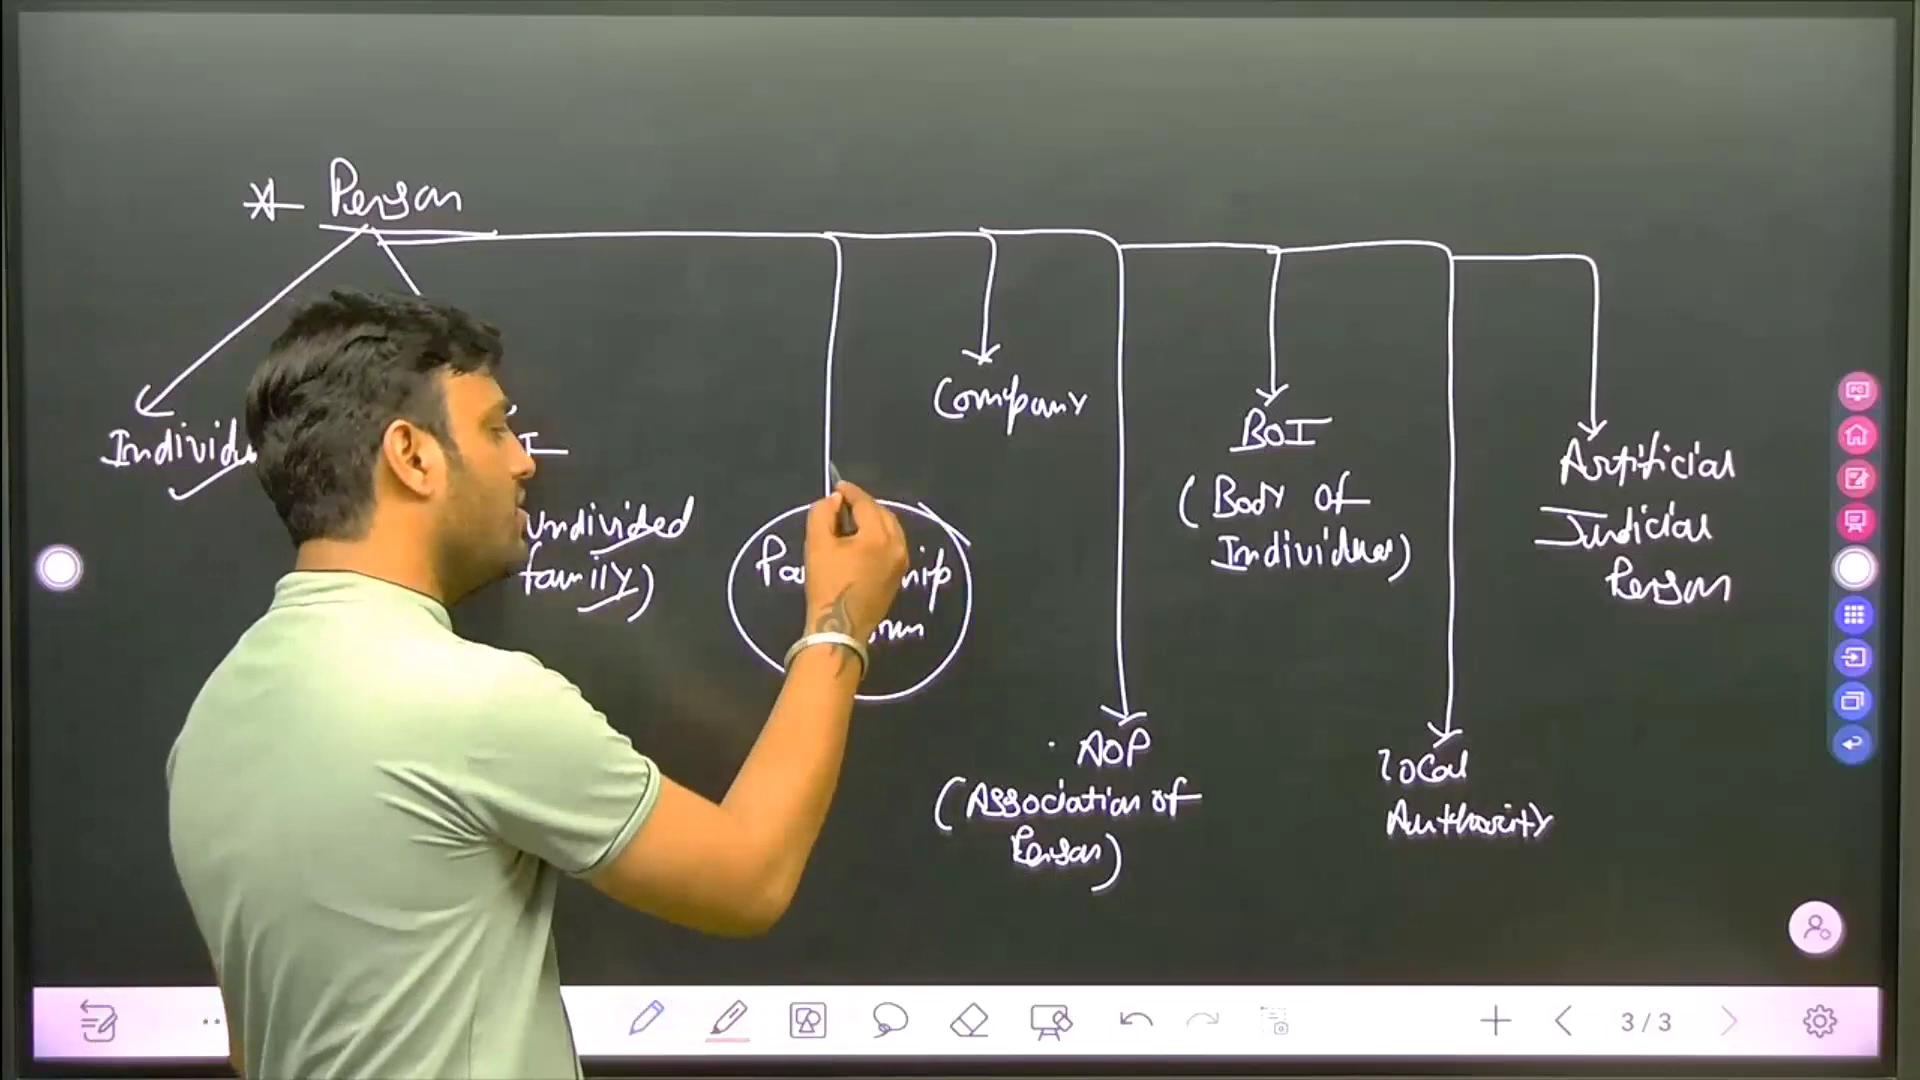 Person
Individu
undivided
family)
Company
AOP
(Association of
Person)
BOI
(Body of
Individual)
Local
Authority
Artificial
Judicial
Person
3/3